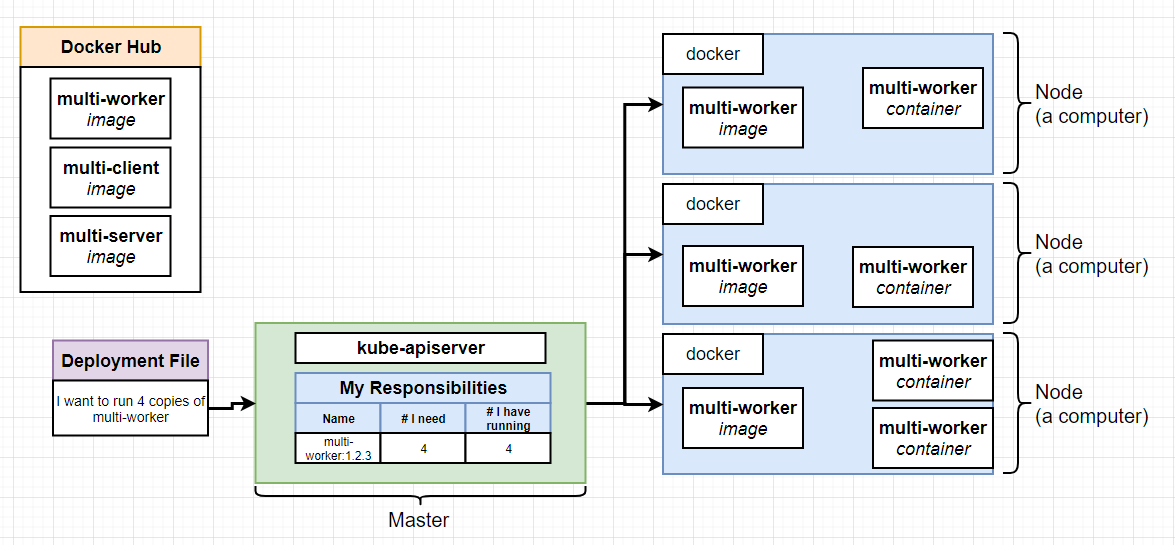 Docker Hub
multi-worker
image
multi-client
image
multi-server
image
Deployment File
I want to run 4 copies of
multi-worker
kube-apiserver
My Responsibilities
Name
# I need
# I have
running
multi-
worker:1.2.3
4
4
Master
docker
multi-worker
image
multi-worker
container
Node
(a computer)
docker
multi-worker
image
multi-worker
container
Node
(a computer)
docker
multi-worker
image
multi-worker
container
multi-worker
container
Node
(a computer)